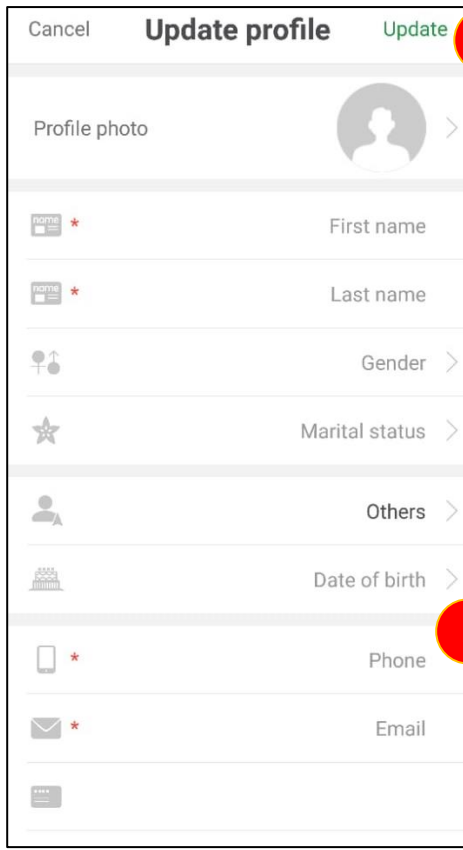 Cancel Update profile Update
Profile photo
* First name
* Last name
Gender
Marital status
Others
Date of birth
* Phone
* Email